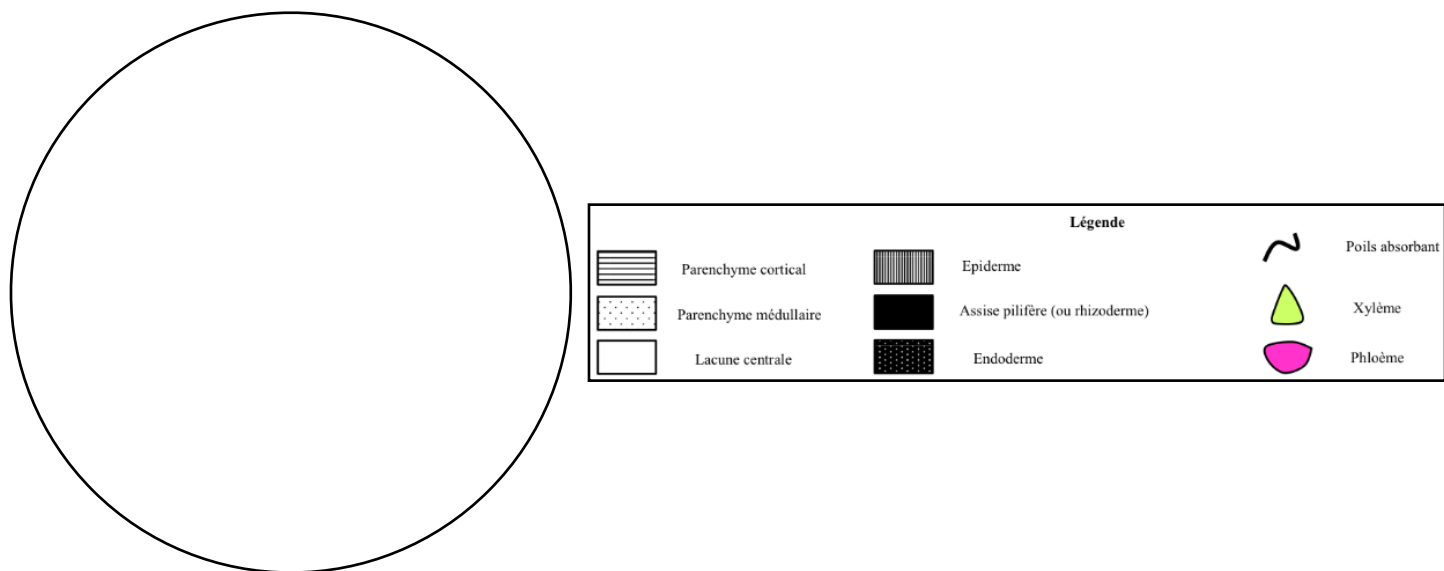 Légende
Parenchyme cortical
Parenchyme médullaire
Lacune centrale
Epiderme
Assise pilifère (ou rhizoderme)
Endoderme
Poils absorbant
Xylème
Phloème